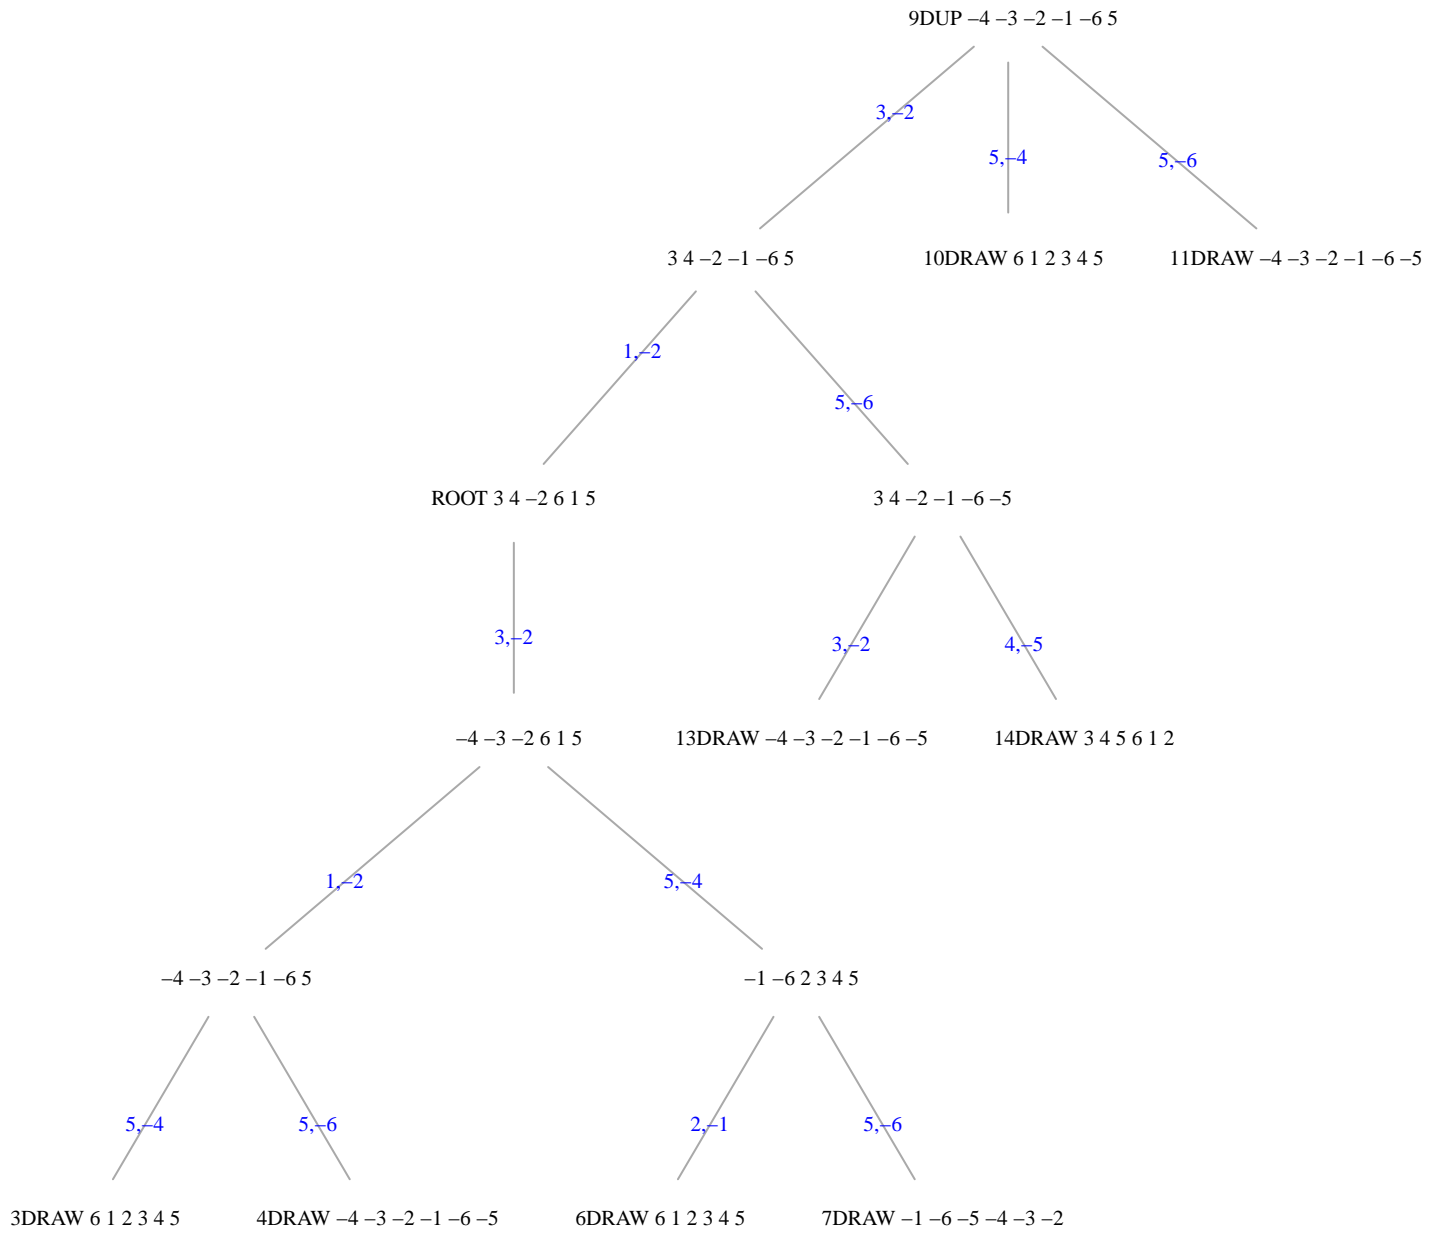 9DUP –4 –3 –2 –1 –6 5
3,–2
5,–4
5,–6
3 4 –2 –1 –6 5
10DRAW 6 1 2 3 4 5
11DRAW –4 –3 –2 –1 –6 –5
1,–2
5,–6
ROOT 3 4 –2 6 1 5
3 4 –2 –1 –6 –5
3,–2
3,–2
4,–5
–4 –3 –2 6 1 5
13DRAW –4 –3 –2 –1 –6 –5
14DRAW 3 4 5 6 1 2
1,–2
5,–4
–4 –3 –2 –1 –6 5
–1 –6 2 3 4 5
5,–4
5,–6
2,–1
5,–6
3DRAW 6 1 2 3 4 5
4DRAW –4 –3 –2 –1 –6 –5
6DRAW 6 1 2 3 4 5
7DRAW –1 –6 –5 –4 –3 –2